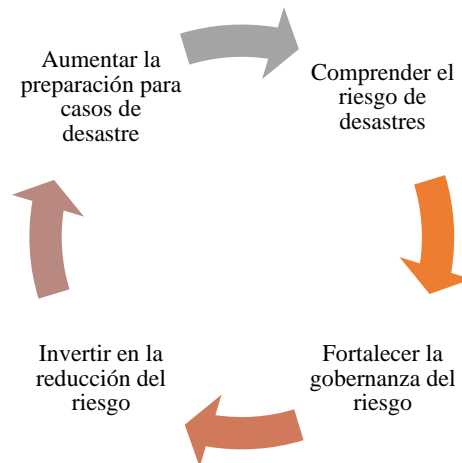 Aumentar la
preparación para
casos de
desastre
Comprender el
riesgo de
desastres
Fortalecer la
gobernanza del
riesgo
Invertir en la
reducción del
riesgo